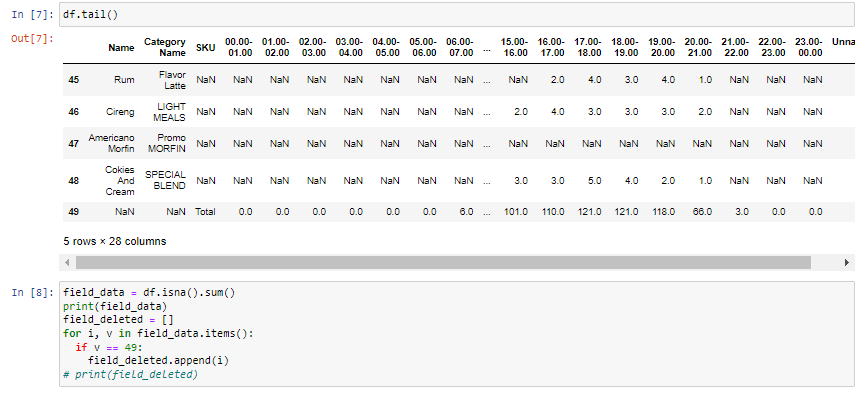 In [7]: df.tail()
Out[7]:
Name Category Name SKU 00.00-01.00 01.00-02.00 02.00-03.00 03.00-04.00 04.00-05.00 05.00-06.00 06.00-07.00 ... 15.00-16.00 16.00-17.00 17.00-18.00 18.00-19.00 19.00-20.00 20.00-21.00 21.00-22.00 22.00-23.00 23.00-00.00 Unna
45 Rum Flavor Latte NaN NaN NaN NaN NaN NaN NaN NaN ... NaN 2.0 4.0 3.0 4.0 1.0 NaN NaN NaN
46 Cireng LIGHT MEALS NaN NaN NaN NaN NaN NaN NaN NaN ... 2.0 4.0 3.0 3.0 3.0 2.0 NaN NaN NaN
47 Americano Morfin Promo MORFIN NaN NaN NaN NaN NaN NaN NaN NaN ... NaN NaN NaN NaN NaN NaN NaN NaN NaN
48 Cokies And Cream SPECIAL BLEND NaN NaN NaN NaN NaN NaN NaN NaN ... 3.0 3.0 5.0 4.0 2.0 1.0 NaN NaN NaN
49 NaN NaN Total 0.0 0.0 0.0 0.0 0.0 0.0 6.0 ... 101.0 110.0 121.0 121.0 118.0 66.0 3.0 0.0 0.0
5 rows × 28 columns
In [8]: field_data = df.isna().sum()
print(field_data)
field_deleted = []
for i, v in field_data.items():
  if v == 49:
    field_deleted.append(i)
# print(field_deleted)